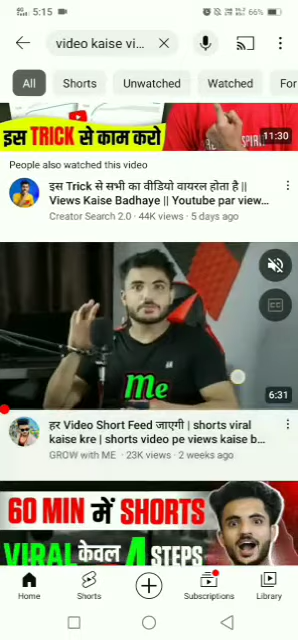 5:15
66%
video kaise vi...
All
Shorts
Unwatched
Watched
For
इस TRICK से काम करो
11:30
People also watched this video
इस Trick से सभी का वीडियो वायरल होता है ||
Views Kaise Badhaye || Youtube par view...
Creator Search 2.0 · 44K views · 5 days ago
CC
Me
6:31
हर Video Short Feed जाएगी | shorts viral
kaise kre | shorts video pe views kaise b...
GROW with ME · 23K views · 2 weeks ago
60 MIN में SHORTS
VIRAL केवल 4 STEPS
Home
Shorts
Subscriptions
Library